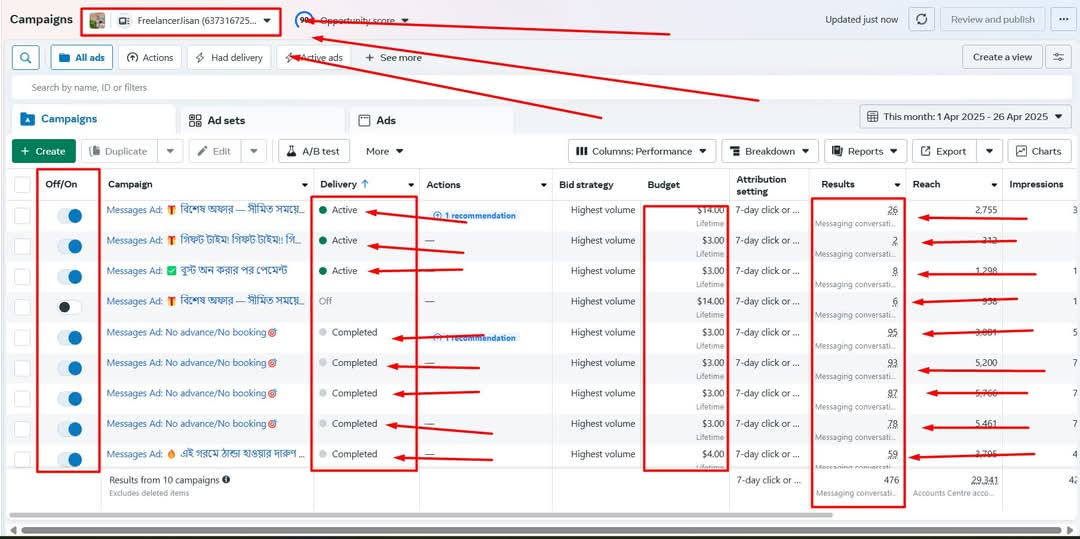 Campaigns FreelancerJisan (637316725... 90 Opportunity score Updated just now Review and publish ...
All ads Actions Had delivery Active ads + See more Create a view
Search by name, ID or filters
Campaigns Ad sets Ads This month: 1 Apr 2025 - 26 Apr 2025
+ Create Duplicate Edit A/B test More Columns: Performance Breakdown Reports Export Charts
Off/On Campaign Delivery ↑ Actions Bid strategy Budget Attribution setting Results Reach Impressions
Messages Ad: 🎁 বিশেষ অফার — সীমিত সময়ে... Active 1 recommendation Highest volume $14.00 7-day click or ... 26 2,755
Lifetime Messaging conversati...
Messages Ad: 🎁 গিফট টাইম! গিফট টাইম!! গি... Active — Highest volume $3.00 7-day click or ... 2 312
Lifetime Messaging conversati...
Messages Ad: ✅ বুস্ট অন করার পর পেমেন্ট Active Highest volume $3.00 7-day click or ... 8 1,298
Lifetime Messaging conversati...
Messages Ad: 🎁 বিশেষ অফার — সীমিত সময়ে... Off — Highest volume $14.00 7-day click or ... 6 938
Lifetime Messaging conversati...
Messages Ad: No advance/No booking🎯 Completed 1 recommendation Highest volume $3.00 7-day click or ... 95 3,881
Lifetime Messaging conversati...
Messages Ad: No advance/No booking🎯 Completed — Highest volume $3.00 7-day click or ... 93 5,200
Lifetime Messaging conversati...
Messages Ad: No advance/No booking🎯 Completed Highest volume $3.00 7-day click or ... 87 5,766
Lifetime Messaging conversati...
Messages Ad: No advance/No booking🎯 Completed — Highest volume $3.00 7-day click or ... 78 5,461
Lifetime Messaging conversati...
Messages Ad: 🔥 এই গরমে ঠান্ডা হাওয়ার দারুণ ... Completed — Highest volume $4.00 7-day click or ... 59 3,795
Lifetime Messaging conversati...
Results from 10 campaigns 7-day click or ... 476 29,341
Excludes deleted items Messaging conversati... Accounts Centre acco...